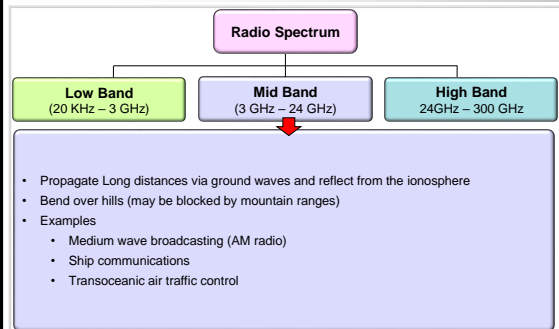 Radio Spectrum
Low Band
(20 KHz – 3 GHz)
Mid Band
(3 GHz – 24 GHz)
High Band
24GHz – 300 GHz
• Propagate Long distances via ground waves and reflect from the ionosphere
• Bend over hills (may be blocked by mountain ranges)
• Examples
• Medium wave broadcasting (AM radio)
• Ship communications
• Transoceanic air traffic control